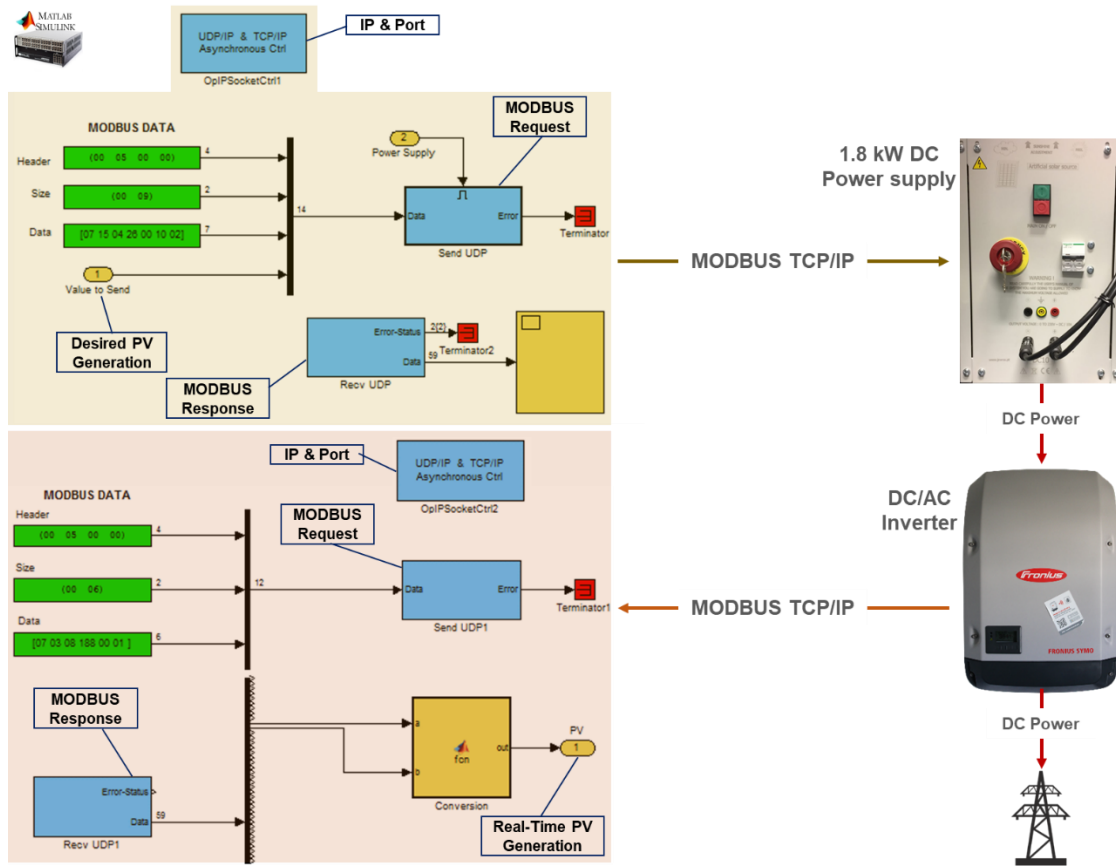 MATLAB
SIMULINK
UDP/IP & TCP/IP
Asynchronous Ctrl
OpIPSocketCtrl1
IP & Port
MODBUS DATA
Header
(00 05 00 00)
4
Size
(00 09)
2
Data
[07 15 04 26 00 10 02]
7
1
Value to Send
14
2
Power Supply
MODBUS
Request
Data
Error
Send UDP
Terminator
Desired PV
Generation
Error-Status
2{2}
Terminator2
Data
59
Recv UDP
MODBUS
Response
MODBUS TCP/IP
1.8 kW DC
Power supply
DC Power
IP & Port
UDP/IP & TCP/IP
Asynchronous Ctrl
OpIPSocketCtrl2
MODBUS DATA
Header
(00 05 00 00)
4
Size
(00 06)
2
Data
[07 03 08 188 00 01 ]
6
12
MODBUS
Request
Data
Error
Send UDP1
Terminator1
MODBUS TCP/IP
DC/AC
Inverter
Fronius
FRONIUS SYMO
MODBUS
Response
Error-Status
Data
59
Recv UDP1
a
b
fcn
out
Conversion
PV
1
Real-Time PV
Generation
DC Power